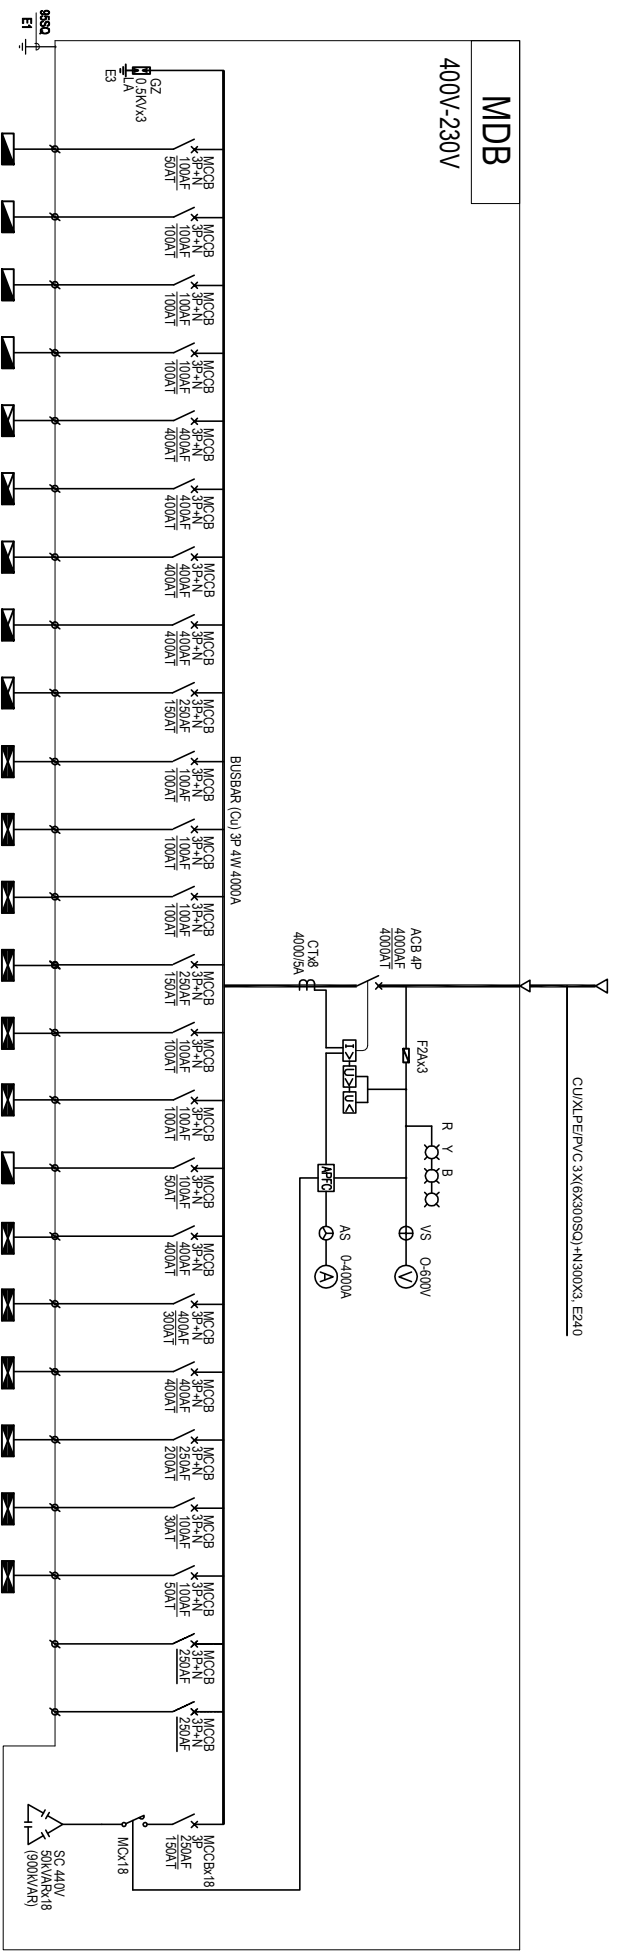 MDB
400V-230V
CU/XLPE/PVC 3X(6X300SQ)+N300X3, E240
ACB 4P
4000AF
4000AT
F2Ax3
R Y B
VS 0-600V
I> U> U<
APFC
AS 0-4000A
V
A
CTx8
4000/5A
BUSBAR (Cu) 3P 4W 4000A
GZ
0.5KVx3
LA
E3
95SQ
E1
MCCB
3P+N
100AF
50AT
MCCB
3P+N
100AF
100AT
MCCB
3P+N
100AF
100AT
MCCB
3P+N
100AF
100AT
MCCB
3P+N
400AF
400AT
MCCB
3P+N
400AF
400AT
MCCB
3P+N
400AF
400AT
MCCB
3P+N
400AF
400AT
MCCB
3P+N
250AF
150AT
MCCB
3P+N
100AF
100AT
MCCB
3P+N
100AF
100AT
MCCB
3P+N
100AF
100AT
MCCB
3P+N
250AF
150AT
MCCB
3P+N
100AF
100AT
MCCB
3P+N
100AF
100AT
MCCB
3P+N
100AF
50AT
MCCB
3P+N
400AF
400AT
MCCB
3P+N
400AF
300AT
MCCB
3P+N
400AF
400AT
MCCB
3P+N
250AF
200AT
MCCB
3P+N
100AF
30AT
MCCB
3P+N
100AF
50AT
MCCB
3P+N
250AF
MCCB
3P+N
250AF
MCCBx18
3P
250AF
150AT
MCx18
SC 440V
50kVARx18
(900kVAR)